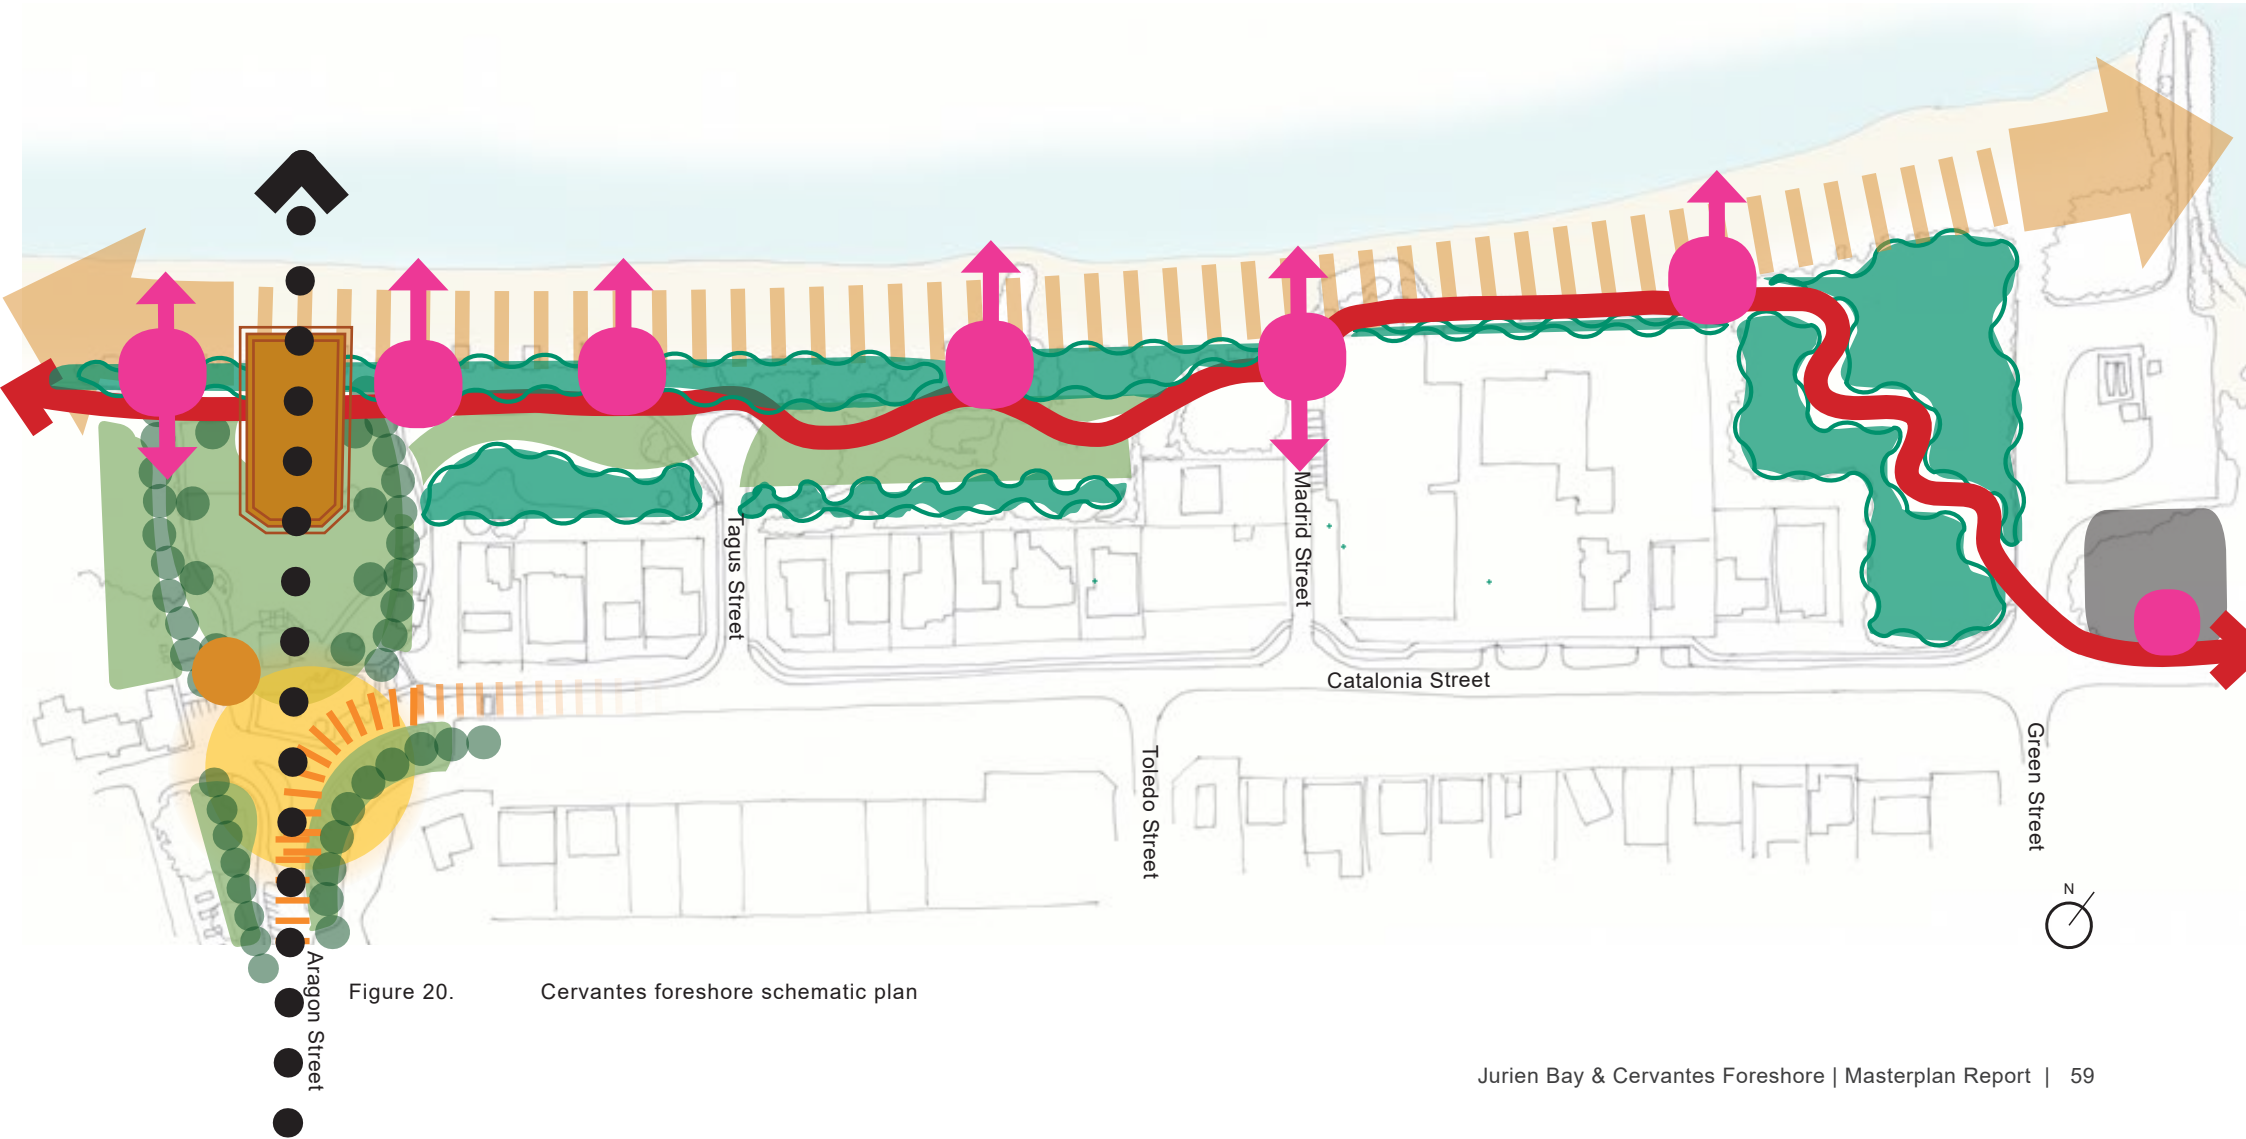 Tagus Street
Madrid Street
Catalonia Street
Toledo Street
Green Street
N
Aragon Street
Figure 20. Cervantes foreshore schematic plan
Jurien Bay & Cervantes Foreshore | Masterplan Report | 59